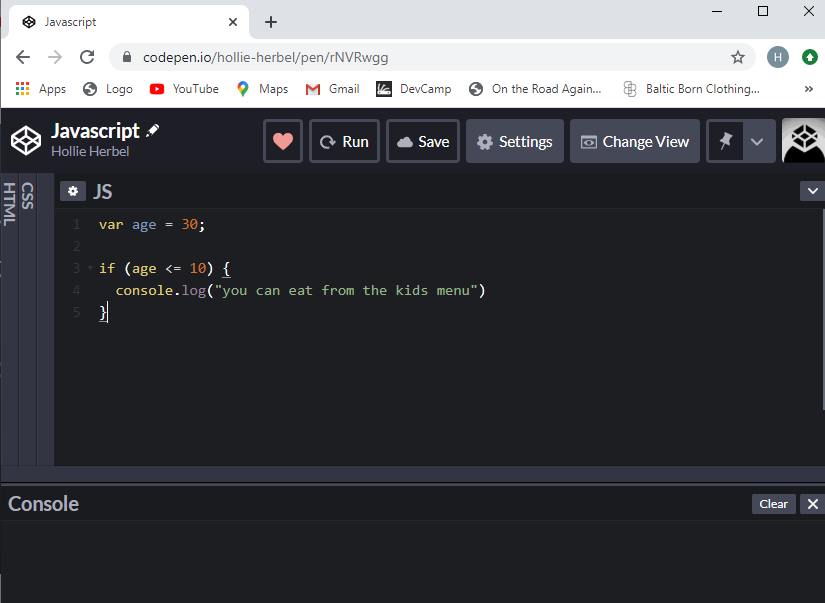 Javascript
codepen.io/hollie-herbel/pen/rNVRwgg
H
Apps Logo YouTube Maps Gmail DevCamp On the Road Again... Baltic Born Clothing... »
Javascript
Hollie Herbel
Run Save Settings Change View
HTML
CSS
JS
1 var age = 30;
2
3 if (age <= 10) {
4 console.log("you can eat from the kids menu")
5 }
Console
Clear